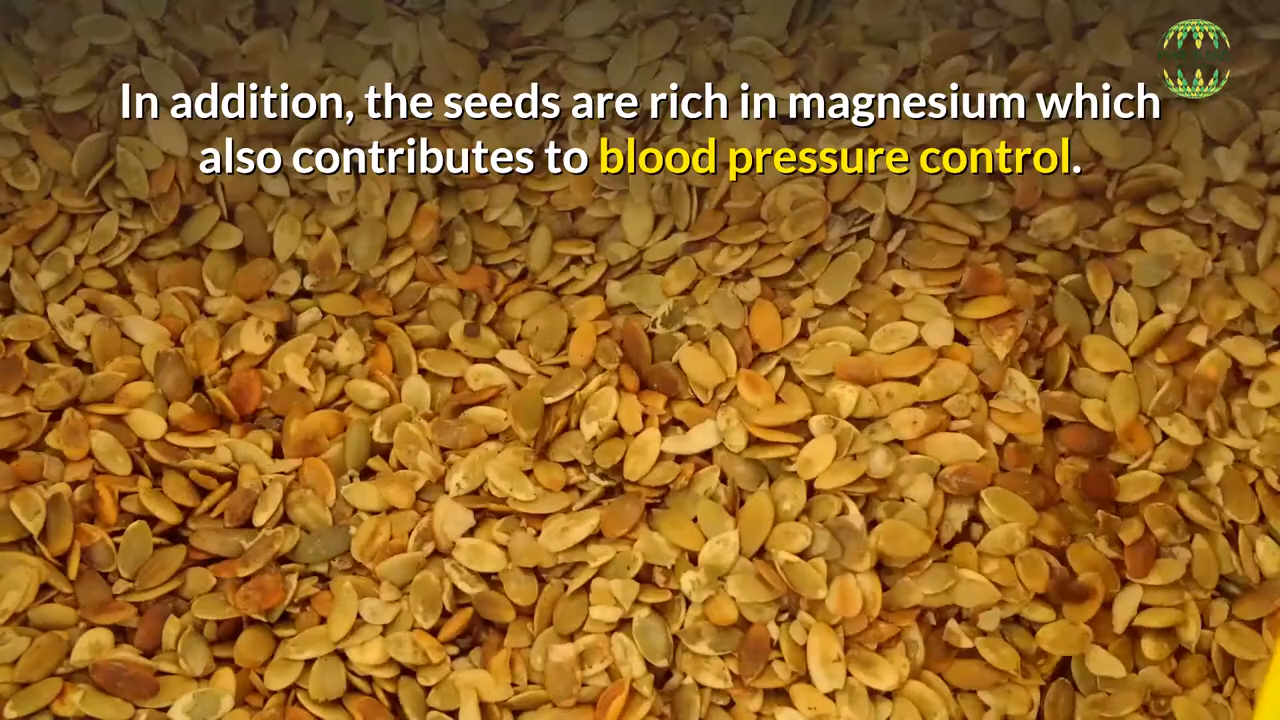 In addition, the seeds are rich in magnesium which
also contributes to blood pressure control.